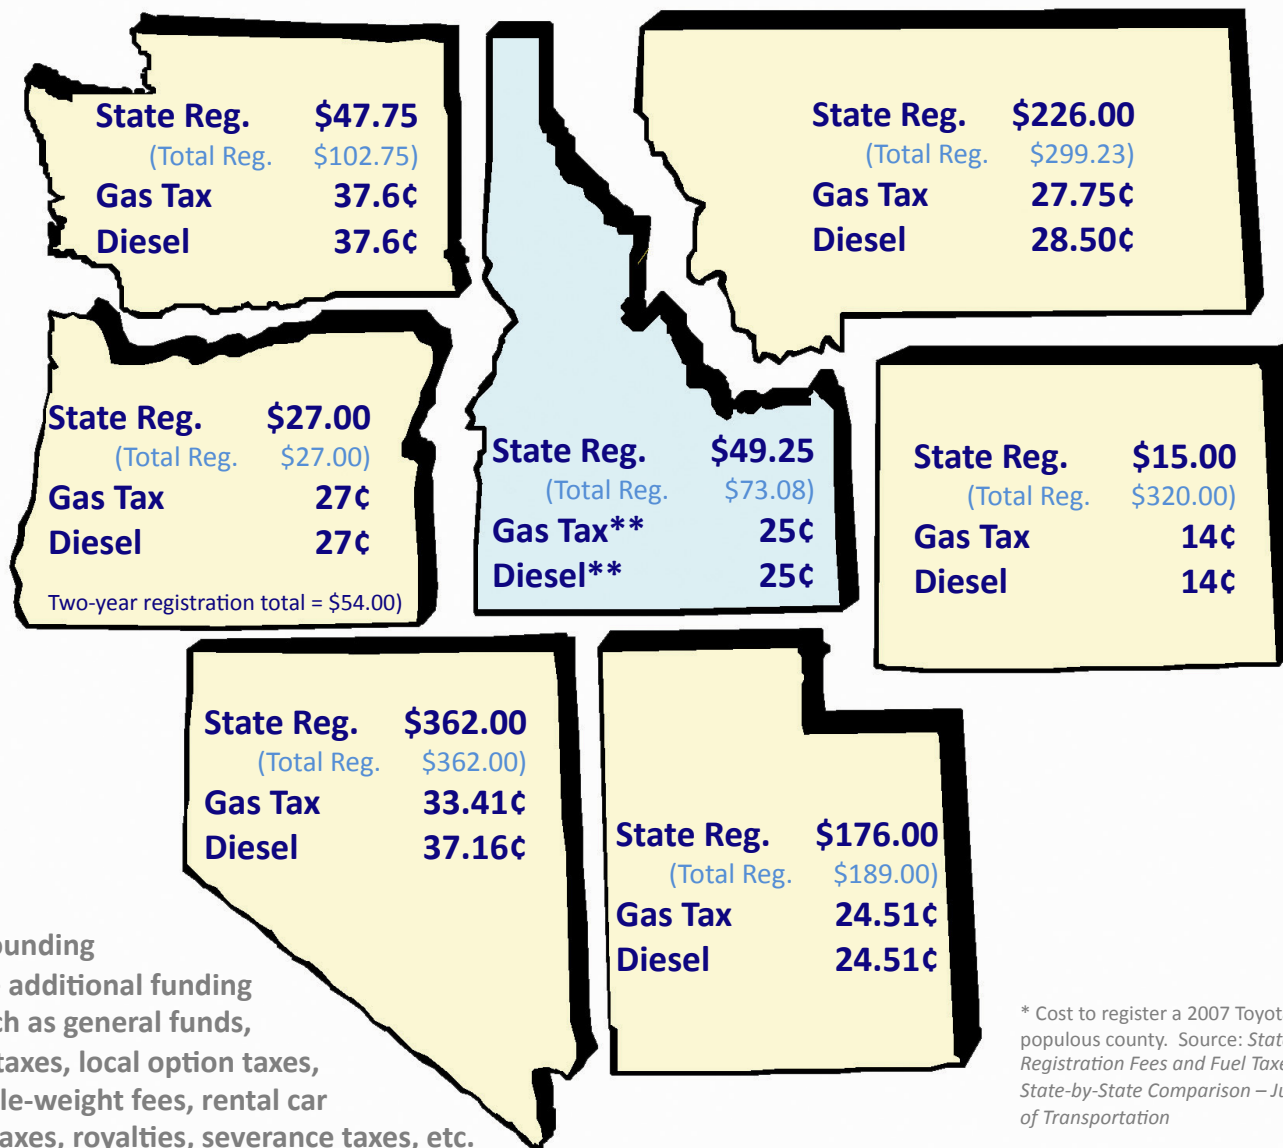 State Reg. $47.75
(Total Reg. $102.75)
Gas Tax 37.6¢
Diesel 37.6¢
State Reg. $226.00
(Total Reg. $299.23)
Gas Tax 27.75¢
Diesel 28.50¢
State Reg. $27.00
(Total Reg. $27.00)
Gas Tax 27¢
Diesel 27¢
Two-year registration total = $54.00)
State Reg. $49.25
(Total Reg. $73.08)
Gas Tax** 25¢
Diesel** 25¢
State Reg. $15.00
(Total Reg. $320.00)
Gas Tax 14¢
Diesel 14¢
State Reg. $362.00
(Total Reg. $362.00)
Gas Tax 33.41¢
Diesel 37.16¢
State Reg. $176.00
(Total Reg. $189.00)
Gas Tax 24.51¢
Diesel 24.51¢
additional funding
as general funds,
taxes, local option taxes,
fees, rental car
taxes, royalties, severance taxes, etc.
* Cost to register a 2007
populous county. Source:
Registration Fees and Fuel
State-by-State Comparison –
of Transportation